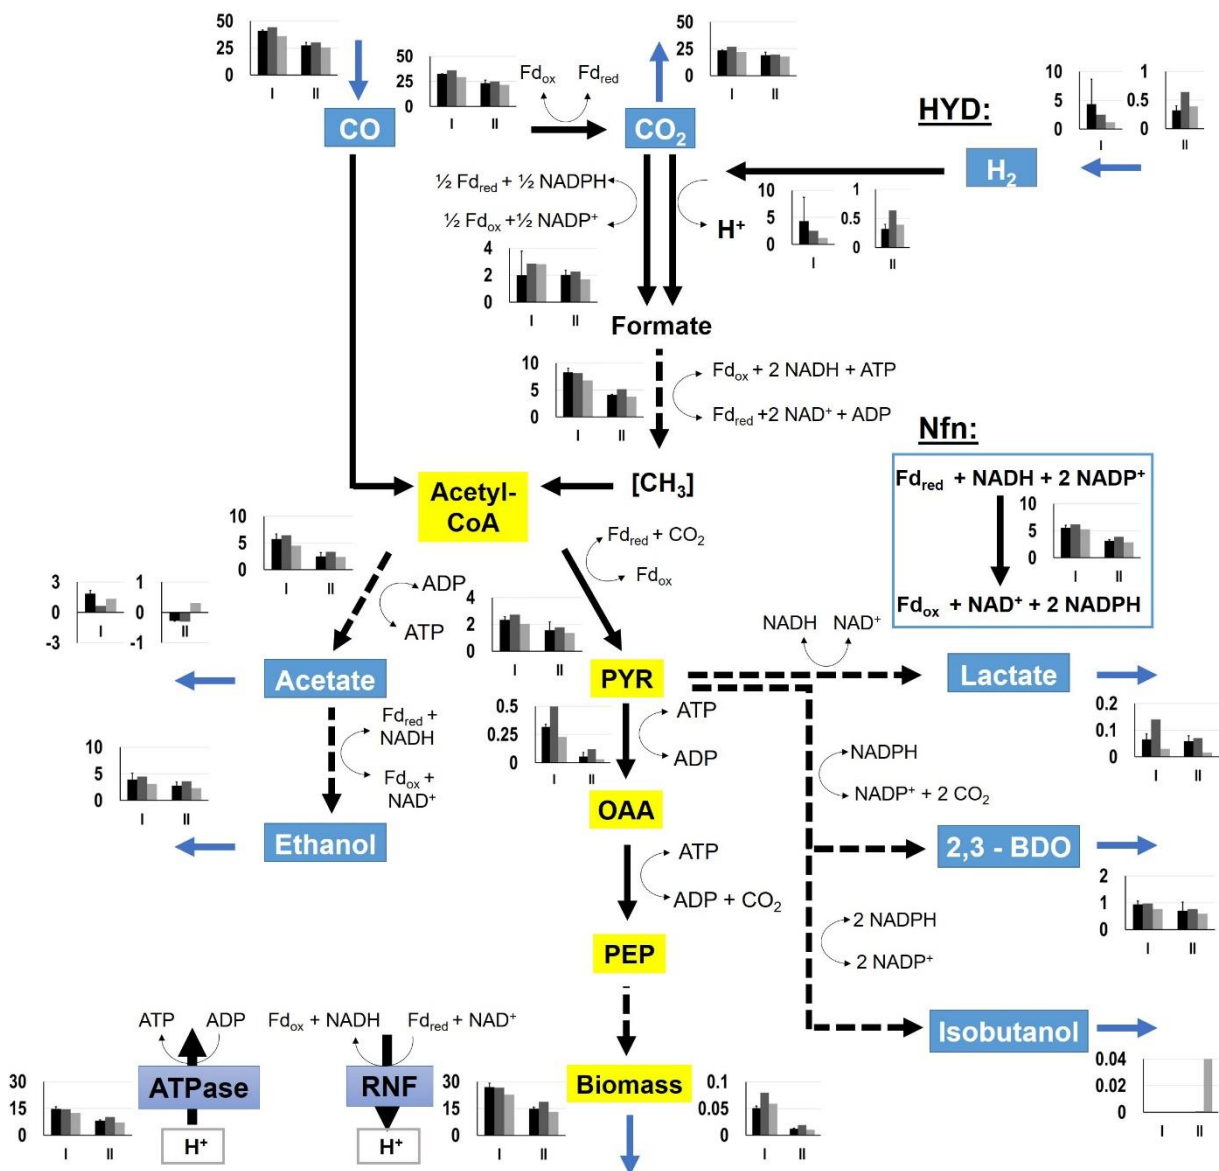 50
25
0
I II
CO
50
25
0
I II
Fdox Fdred
CO2
50
25
0
I II
HYD:
10
5
0
I
1
0.5
0
II
H2
½ Fdred + ½ NADPH
½ Fdox +½ NADP+
H+
10
5
0
I
1
0.5
0
II
4
2
0
I II
Formate
10
5
0
I II
Fdox + 2 NADH + ATP
Fdred +2 NAD+ + ADP
[CH3]
Acetyl-
CoA
Nfn:
Fdred + NADH + 2 NADP+
10
5
0
I II
Fdox + NAD+ + 2 NADPH
10
5
0
I II
Fdred + CO2
Fdox
ADP
ATP
3
0
-3
I
1
0
-1
II
4
2
0
I II
NADH NAD+
Acetate
PYR
Lactate
0.2
0.1
0
I II
0.5
0.25
0
I II
ATP
ADP
Fdred +
NADH
Fdox +
NAD+
10
5
0
I II
NADPH
NADP+ + 2 CO2
OAA
Ethanol
2,3 - BDO
2
1
0
I II
ATP
ADP + CO2
2 NADPH
2 NADP+
PEP
Isobutanol
0.04
0.02
0
I II
ATP ADP
Fdox + NADH Fdred + NAD+
30
15
0
I II
ATPase
H+
RNF
H+
30
15
0
I II
Biomass
0.1
0.05
0
I II